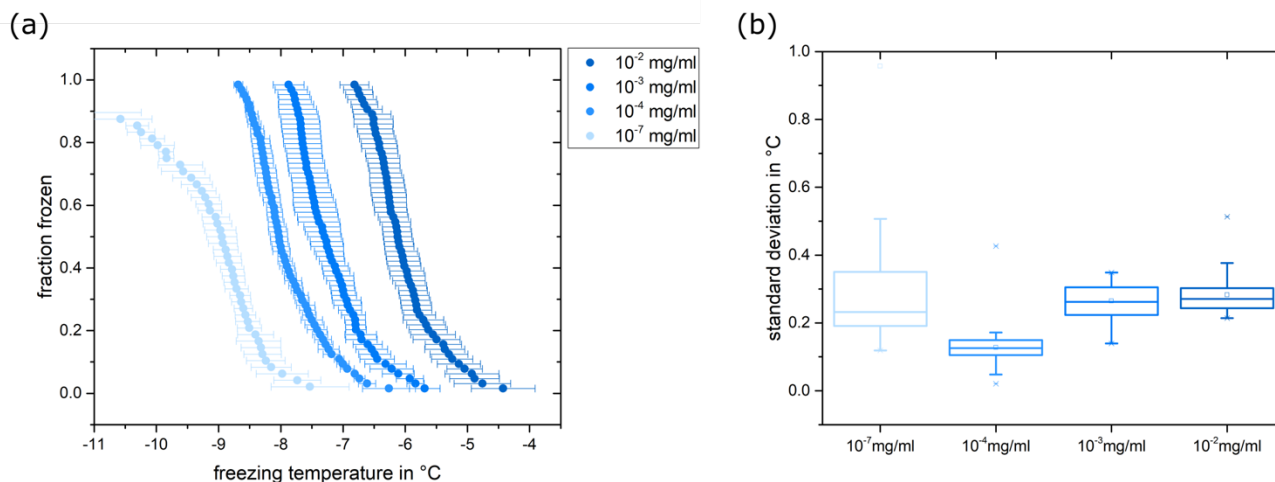 (a)
10⁻² mg/ml
10⁻³ mg/ml
10⁻⁴ mg/ml
10⁻⁷ mg/ml
1.0
0.8
0.6
0.4
0.2
0.0
fraction frozen
-11 -10 -9 -8 -7 -6 -5 -4
freezing temperature in °C
(b)
1.0
0.8
0.6
0.4
0.2
0.0
standard deviation in °C
10⁻⁷mg/ml 10⁻⁴mg/ml 10⁻³mg/ml 10⁻²mg/ml